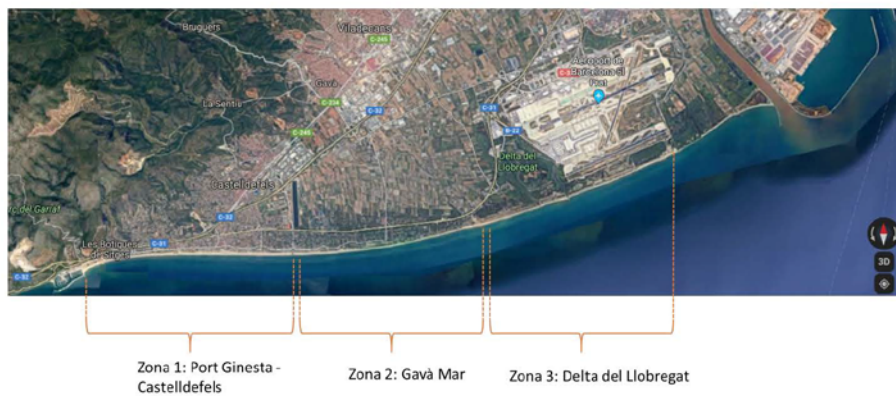 Bruguers
Viladecans
C-245
Gavà
La Sentiu
C-234
C-32
C-245
Aeroport de
Barcelona-El
Prat
C-31
B-22
Delta del
Llobregat
Castelldefels
C-32
C-31
Les Botigues
de Sitges
C-32
3D
Zona 1: Port Ginesta -
Castelldefels
Zona 2: Gavà Mar
Zona 3: Delta del Llobregat